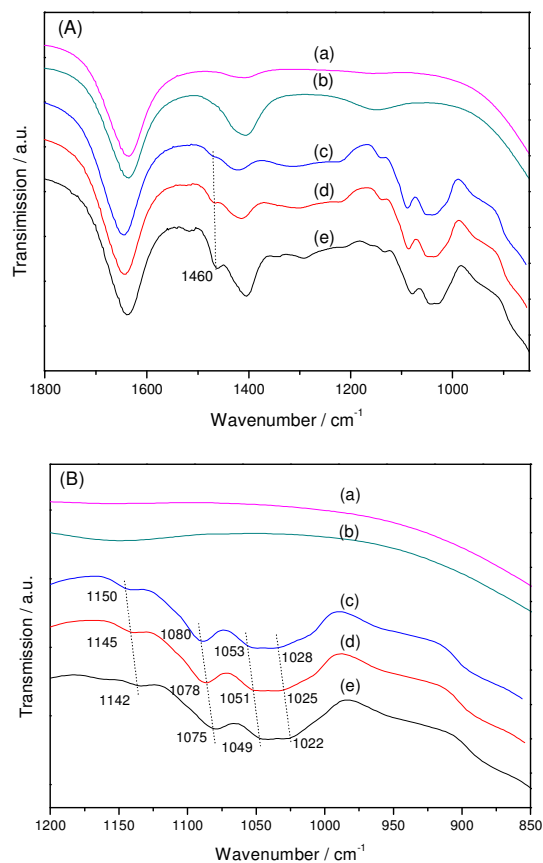 (A)
(a)
(b)
(c)
(d)
(e)
1460
Transimission / a.u.
1800 1600 1400 1200 1000
Wavenumber / cm-1
(B)
(a)
(b)
(c)
(d)
(e)
1150 1080 1053 1028
1145 1078 1051 1025
1142 1075 1049 1022
Transmission / a.u.
1200 1150 1100 1050 1000 950 900 850
Wavenumber / cm-1